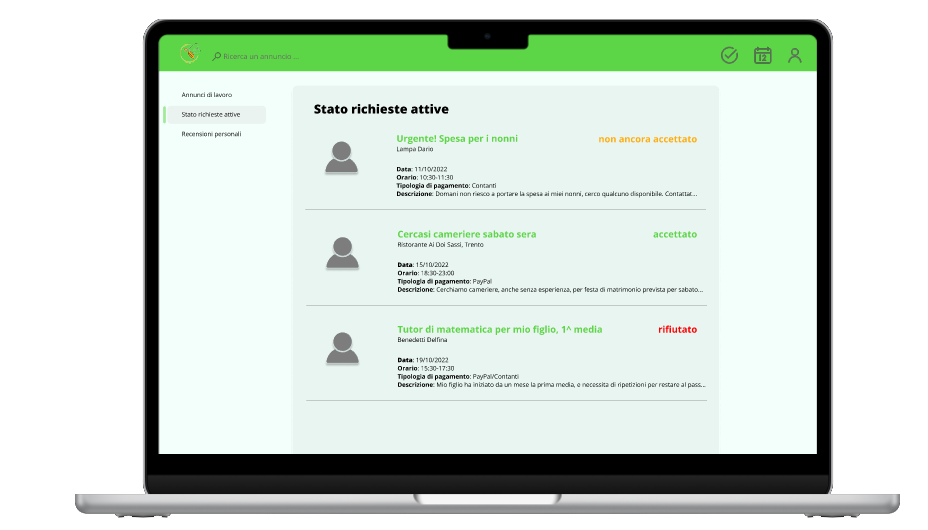 Ricerca un annuncio ...
12
Annunci di lavoro
Stato richieste attive
Recensioni personali
Stato richieste attive
Urgente! Spesa per i nonni
non ancora accettato
Lampa Dario
Data: 11/10/2022
Orario: 10:30-11:30
Tipologia di pagamento: Contanti
Descrizione: Domani non riesco a portare la spesa ai miei nonni, cerco qualcuno disponibile. Contattat...
Cercasi cameriere sabato sera
accettato
Ristorante Ai Doi Sassi, Trento
Data: 15/10/2022
Orario: 18:30-23:00
Tipologia di pagamento: PayPal
Descrizione: Cerchiamo cameriere, anche senza esperienza, per festa di matrimonio prevista per sabato...
Tutor di matematica per mio figlio, 1^ media
rifiutato
Benedetti Delfina
Data: 19/10/2022
Orario: 15:30-17:30
Tipologia di pagamento: PayPal/Contanti
Descrizione: Mio figlio ha iniziato da un mese la prima media, e necessita di ripetizioni per restare al pass...